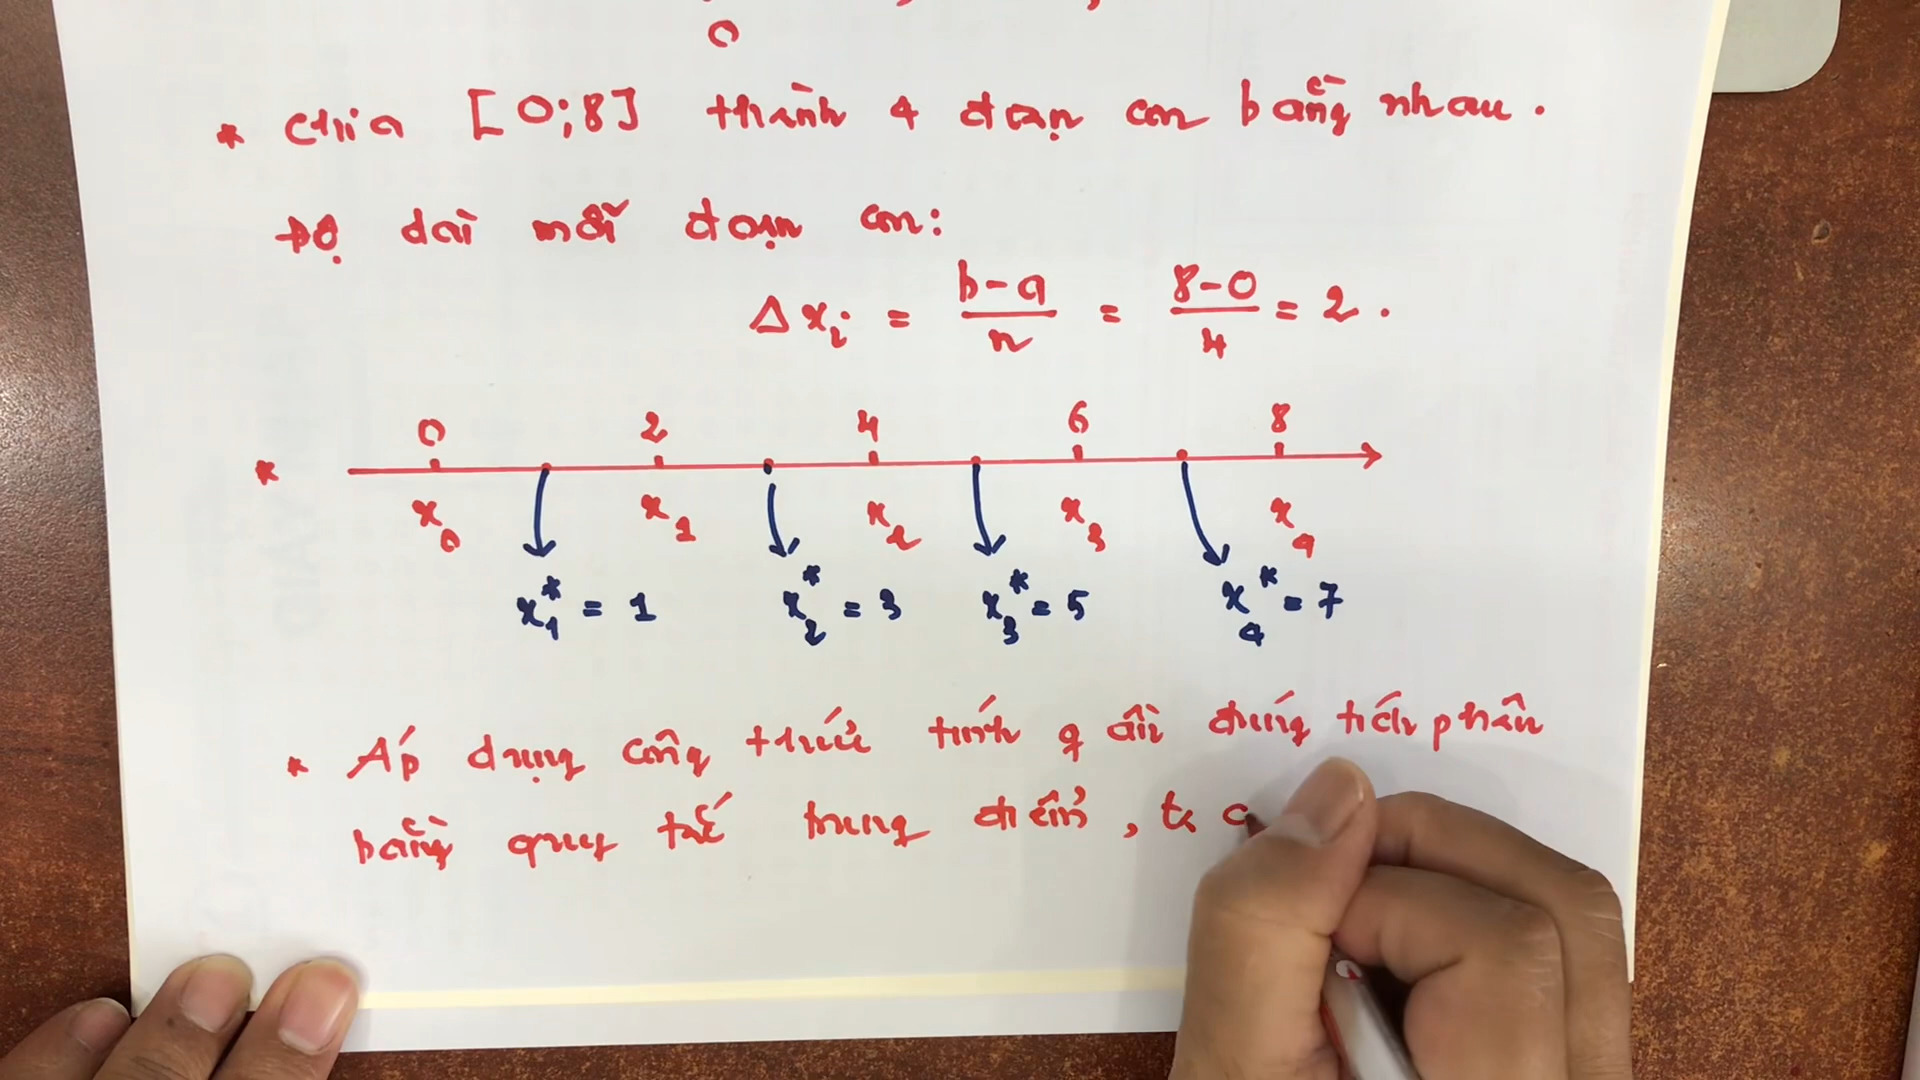 0
* Chia [0;8] thành 4 đoạn con bằng nhau.
Độ dài mỗi đoạn con:
Δxᵢ = (b-a)/n = (8-0)/4 = 2.
0 2 4 6 8
*
x₀ x₁ x₂ x₃ x₄
x₁* = 1 x₂* = 3 x₃* = 5 x₄* = 7
* Áp dụng công thức tính gần đúng tích phân
bằng quy tắc trung điểm, ta c